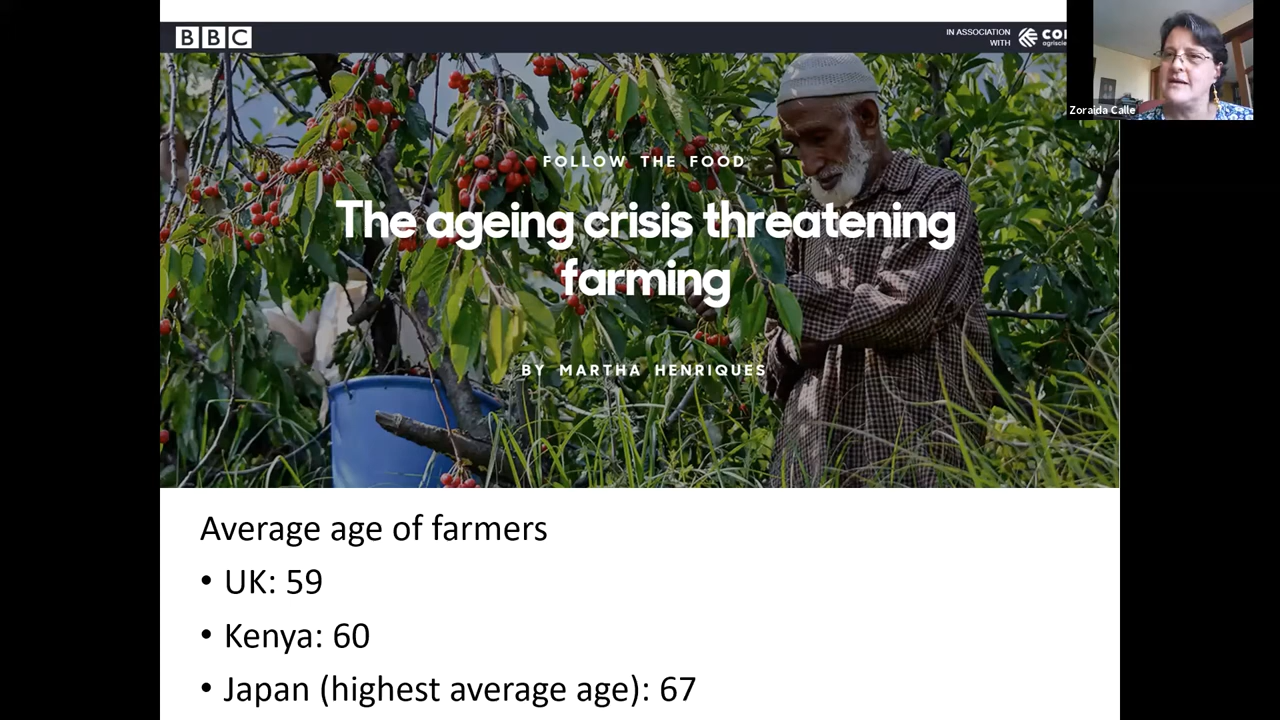 BBC
IN ASSOCIATION
WITH
agriscie
Zoraida Calle
FOLLOW THE FOOD
The ageing crisis threatening
farming
BY MARTHA HENRIQUES
Average age of farmers
• UK: 59
• Kenya: 60
• Japan (highest average age): 67